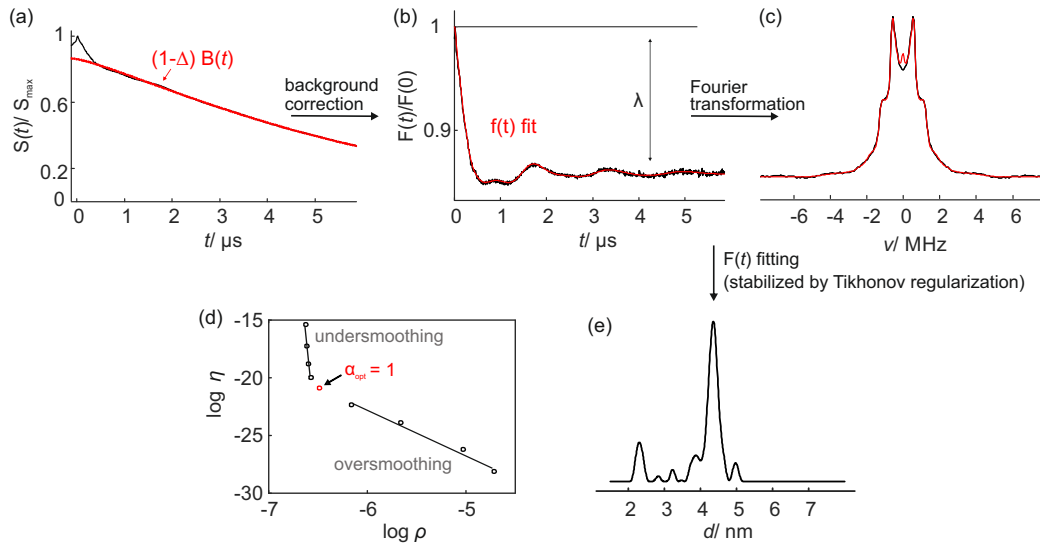 (a)
S(t)/ Smax
1
0.6
0.2
0
(1-Δ) B(t)
0 1 2 3 4 5
t/ µs
background
correction
(b)
F(t)/F(0)
1
0.9
f(t) fit
λ
0 1 2 3 4 5
t/ µs
Fourier
transformation
(c)
-6 -4 -2 0 2 4 6
ν/ MHz
F(t) fitting
(stabilized by Tikhonov regularization)
(d)
log η
-15
-20
-25
-30
undersmoothing
αopt = 1
oversmoothing
-7 -6 -5
log ρ
(e)
2 3 4 5 6 7
d/ nm